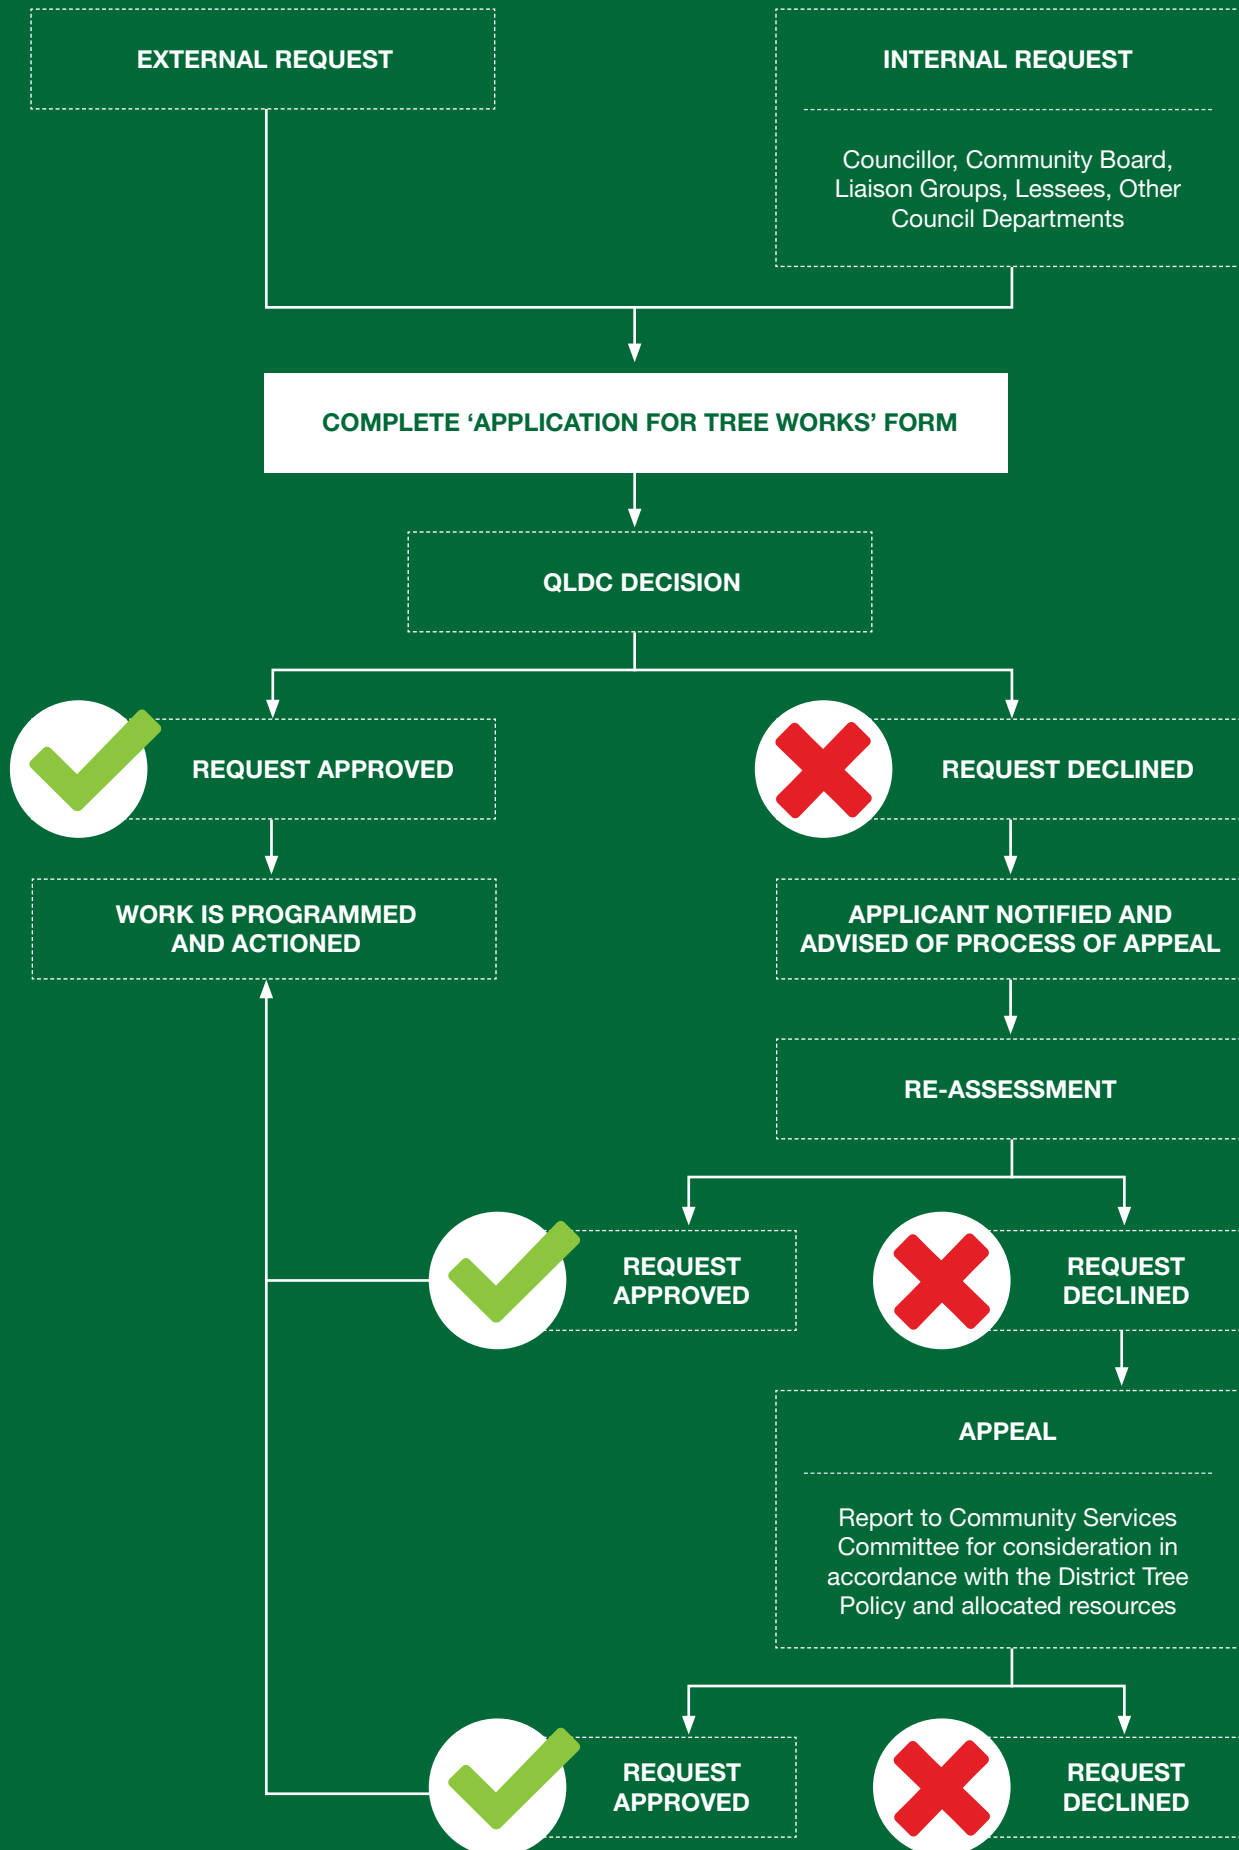 EXTERNAL REQUEST
INTERNAL REQUEST
Councillor, Community Board,
Liaison Groups, Lessees, Other
Council Departments
COMPLETE ‘APPLICATION FOR TREE WORKS’ FORM
QLDC DECISION
REQUEST APPROVED
REQUEST DECLINED
WORK IS PROGRAMMED
AND ACTIONED
APPLICANT NOTIFIED AND
ADVISED OF PROCESS OF APPEAL
RE-ASSESSMENT
REQUEST
APPROVED
REQUEST
DECLINED
APPEAL
Report to Community Services
Committee for consideration in
accordance with the District Tree
Policy and allocated resources
REQUEST
APPROVED
REQUEST
DECLINED